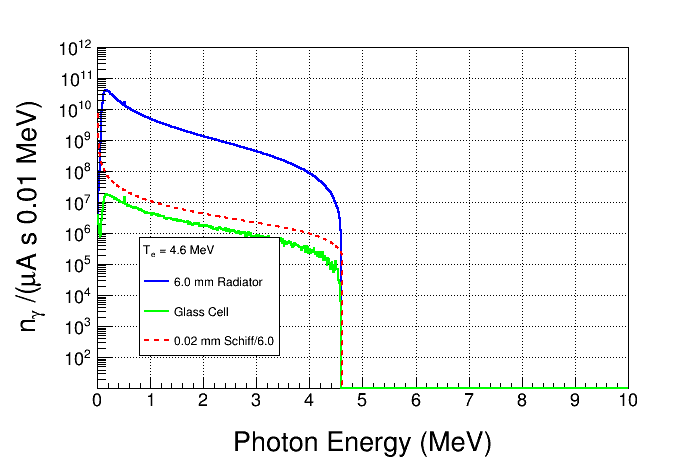 10¹²
10¹¹
10¹⁰
10⁹
10⁸
10⁷
10⁶
10⁵
10⁴
10³
10²
nγ /(μA s 0.01 MeV)
Tₑ = 4.6 MeV
6.0 mm Radiator
Glass Cell
0.02 mm Schiff/6.0
0 1 2 3 4 5 6 7 8 9 10
Photon Energy (MeV)